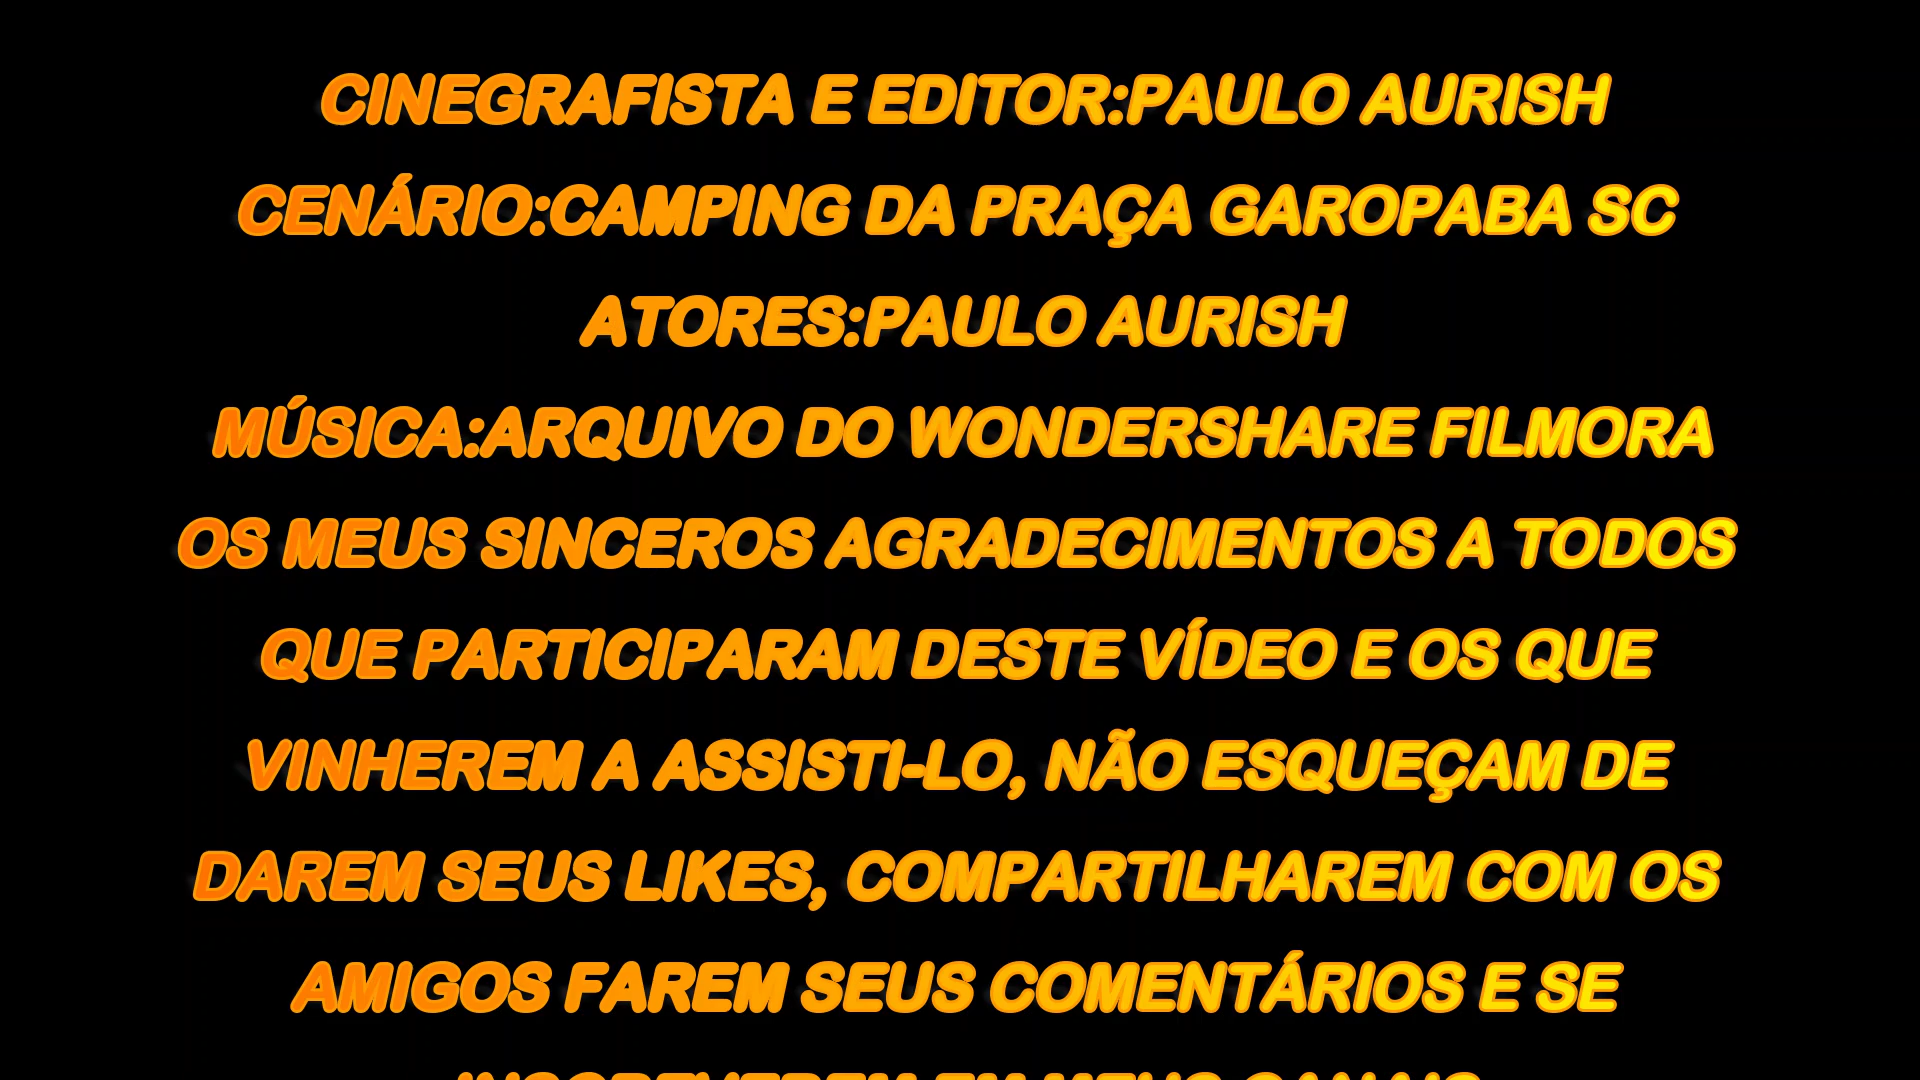 CINEGRAFISTA E EDITOR:PAULO AURISH
CENÁRIO:CAMPING DA PRAÇA GAROPABA SC
ATORES:PAULO AURISH
MÚSICA:ARQUIVO DO WONDERSHARE FILMORA
OS MEUS SINCEROS AGRADECIMENTOS A TODOS
QUE PARTICIPARAM DESTE VÍDEO E OS QUE
VINHEREM A ASSISTI-LO, NÃO ESQUEÇAM DE
DAREM SEUS LIKES, COMPARTILHAREM COM OS
AMIGOS FAREM SEUS COMENTÁRIOS E SE